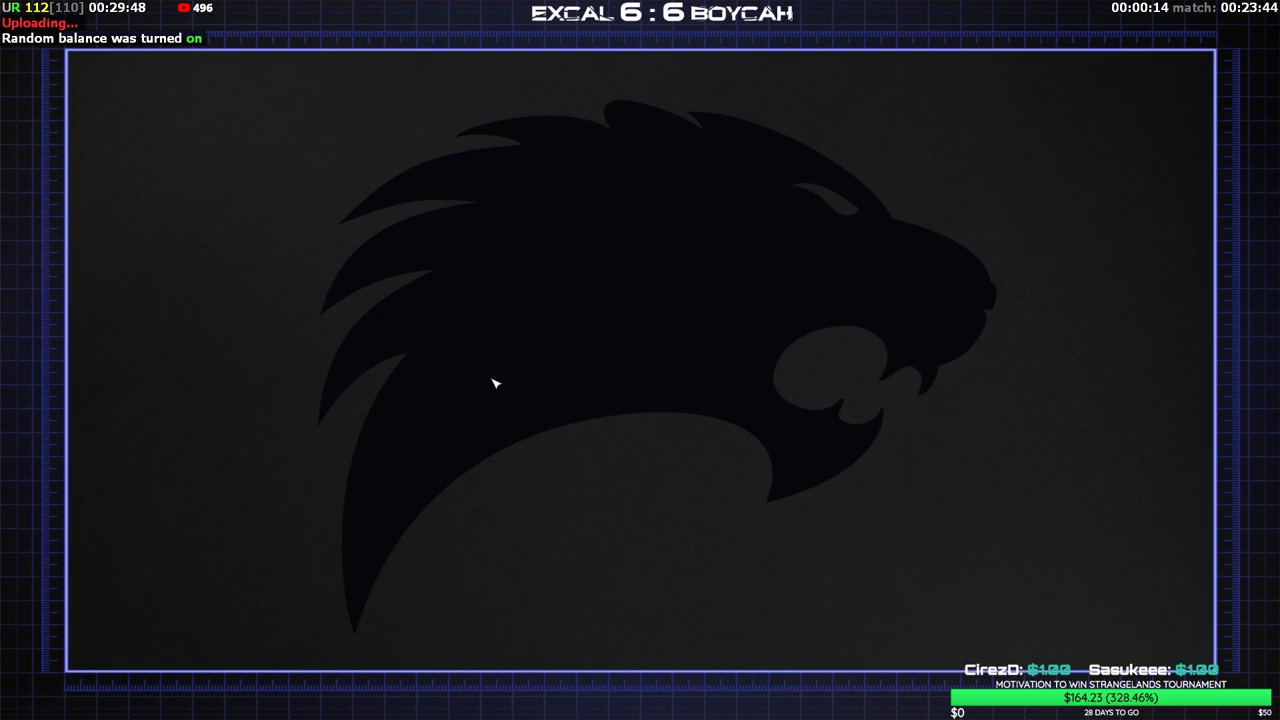 UR 112[110] 00:29:48 496
EXCAL 6 : 6 BOYCAH
00:00:14 match: 00:23:44
Uploading...
Random balance was turned on
CirezD: $1.00 Sasukeee: $1.00
MOTIVATION TO WIN STRANGELANDS TOURNAMENT
$164.23 (328.46%)
$0 28 DAYS TO GO $50